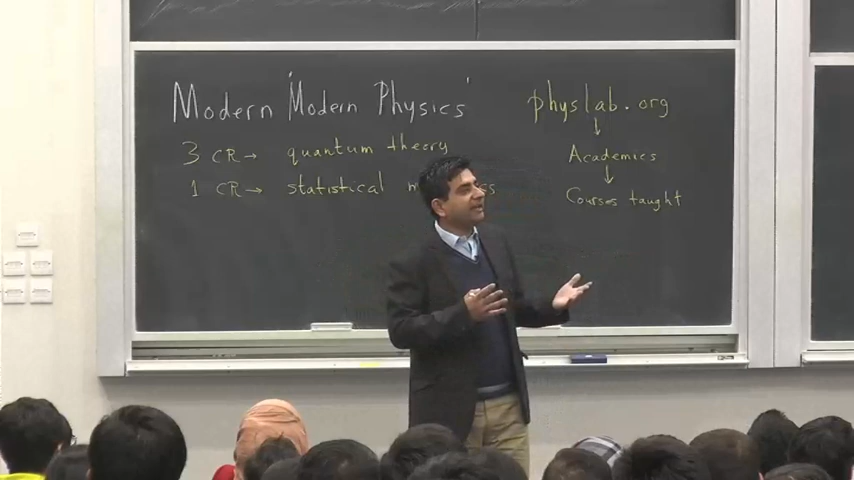 Modern 'Modern Physics'
3 CR → quantum theory
1 CR → statistical
physlab.org
↓
Academics
↓
Courses taught